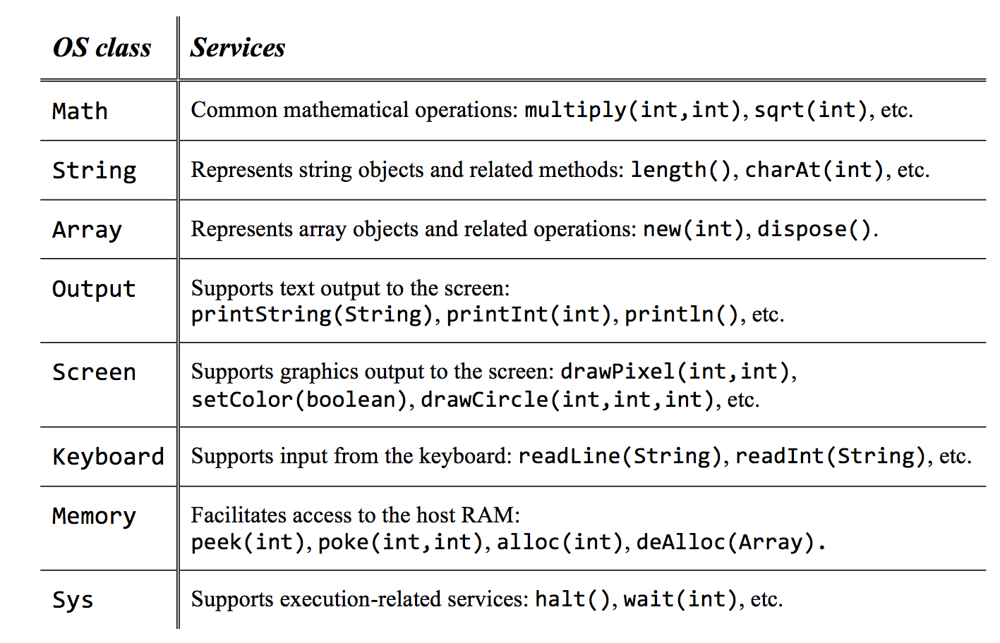 OS class Services
Math Common mathematical operations: multiply(int,int), sqrt(int), etc.
String Represents string objects and related methods: length(), charAt(int), etc.
Array Represents array objects and related operations: new(int), dispose().
Output Supports text output to the screen:
printString(String), printInt(int), println(), etc.
Screen Supports graphics output to the screen: drawPixel(int,int),
setColor(boolean), drawCircle(int,int,int), etc.
Keyboard Supports input from the keyboard: readLine(String), readInt(String), etc.
Memory Facilitates access to the host RAM:
peek(int), poke(int,int), alloc(int), deAlloc(Array).
Sys Supports execution-related services: halt(), wait(int), etc.